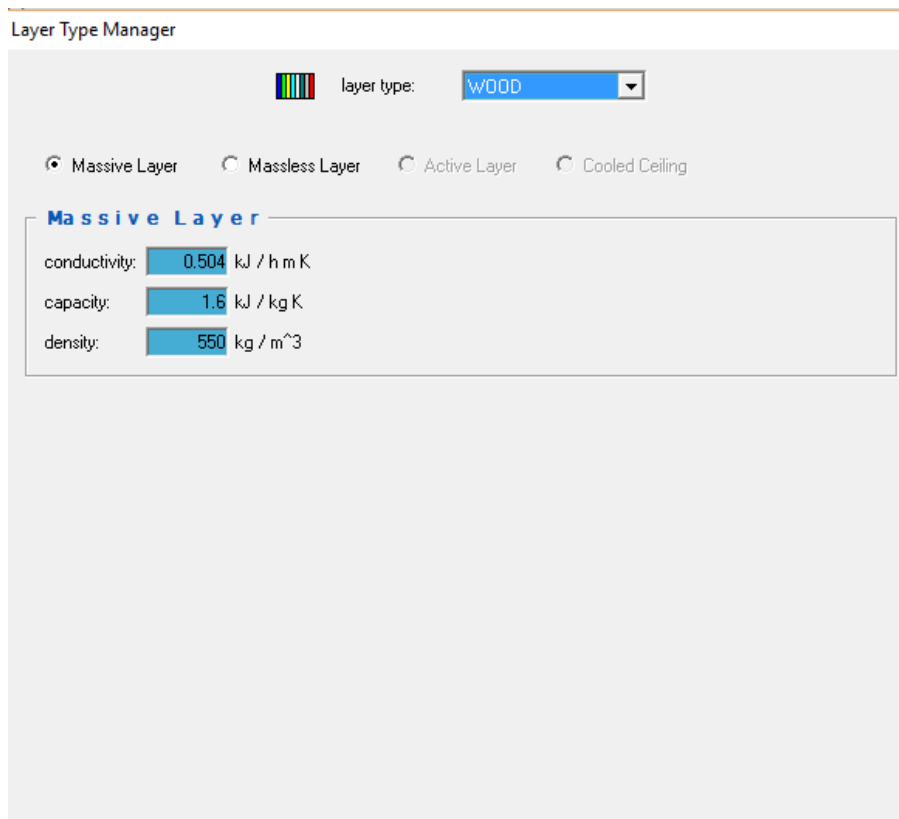 Layer Type Manager
layer type: WOOD
Massive Layer Massless Layer Active Layer Cooled Ceiling
Massive Layer
conductivity: 0.504 kJ / h m K
capacity: 1.6 kJ / kg K
density: 550 kg / m^3